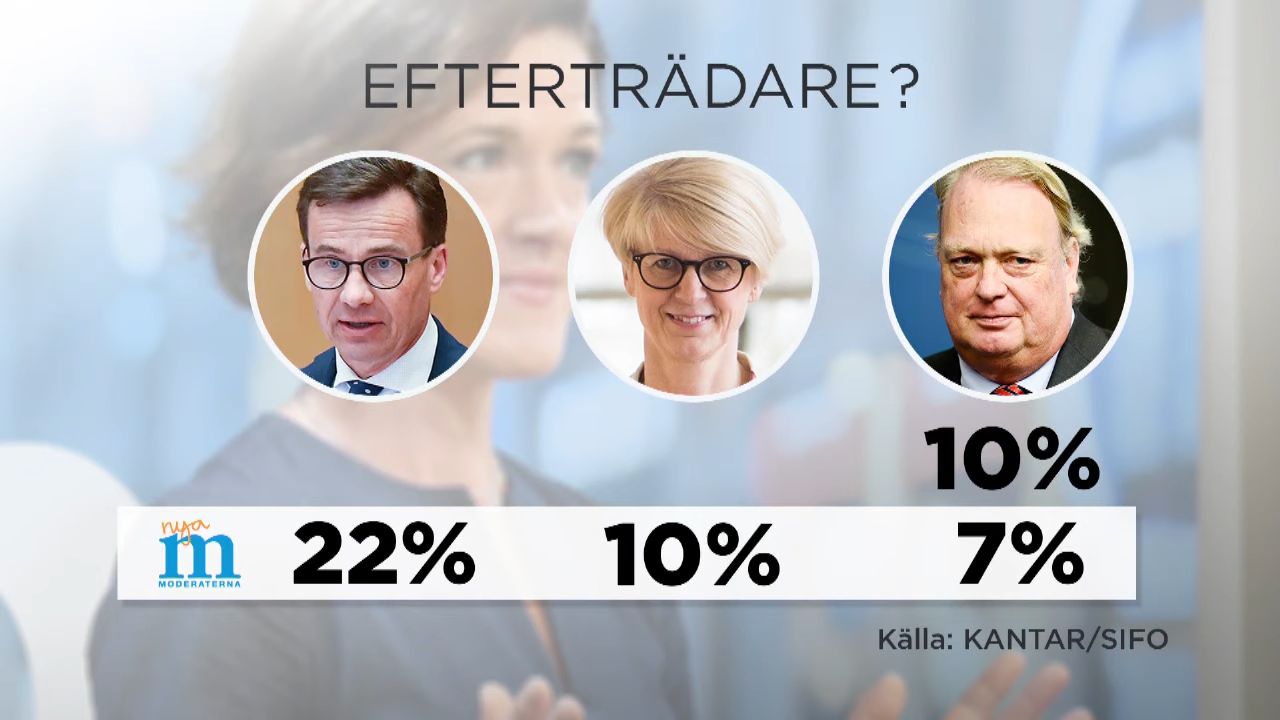 EFTERTRÄDARE?
10%
nya
m
MODERATERNA
22% 10% 7%
Källa: KANTAR/SIFO